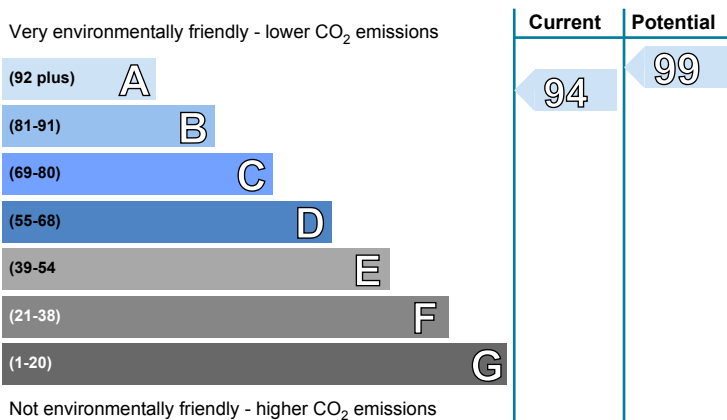 Very environmentally friendly - lower CO2 emissions
Current
Potential
(92 plus) A
94
99
(81-91) B
(69-80) C
(55-68) D
(39-54 E
(21-38) F
(1-20) G
Not environmentally friendly - higher CO2 emissions